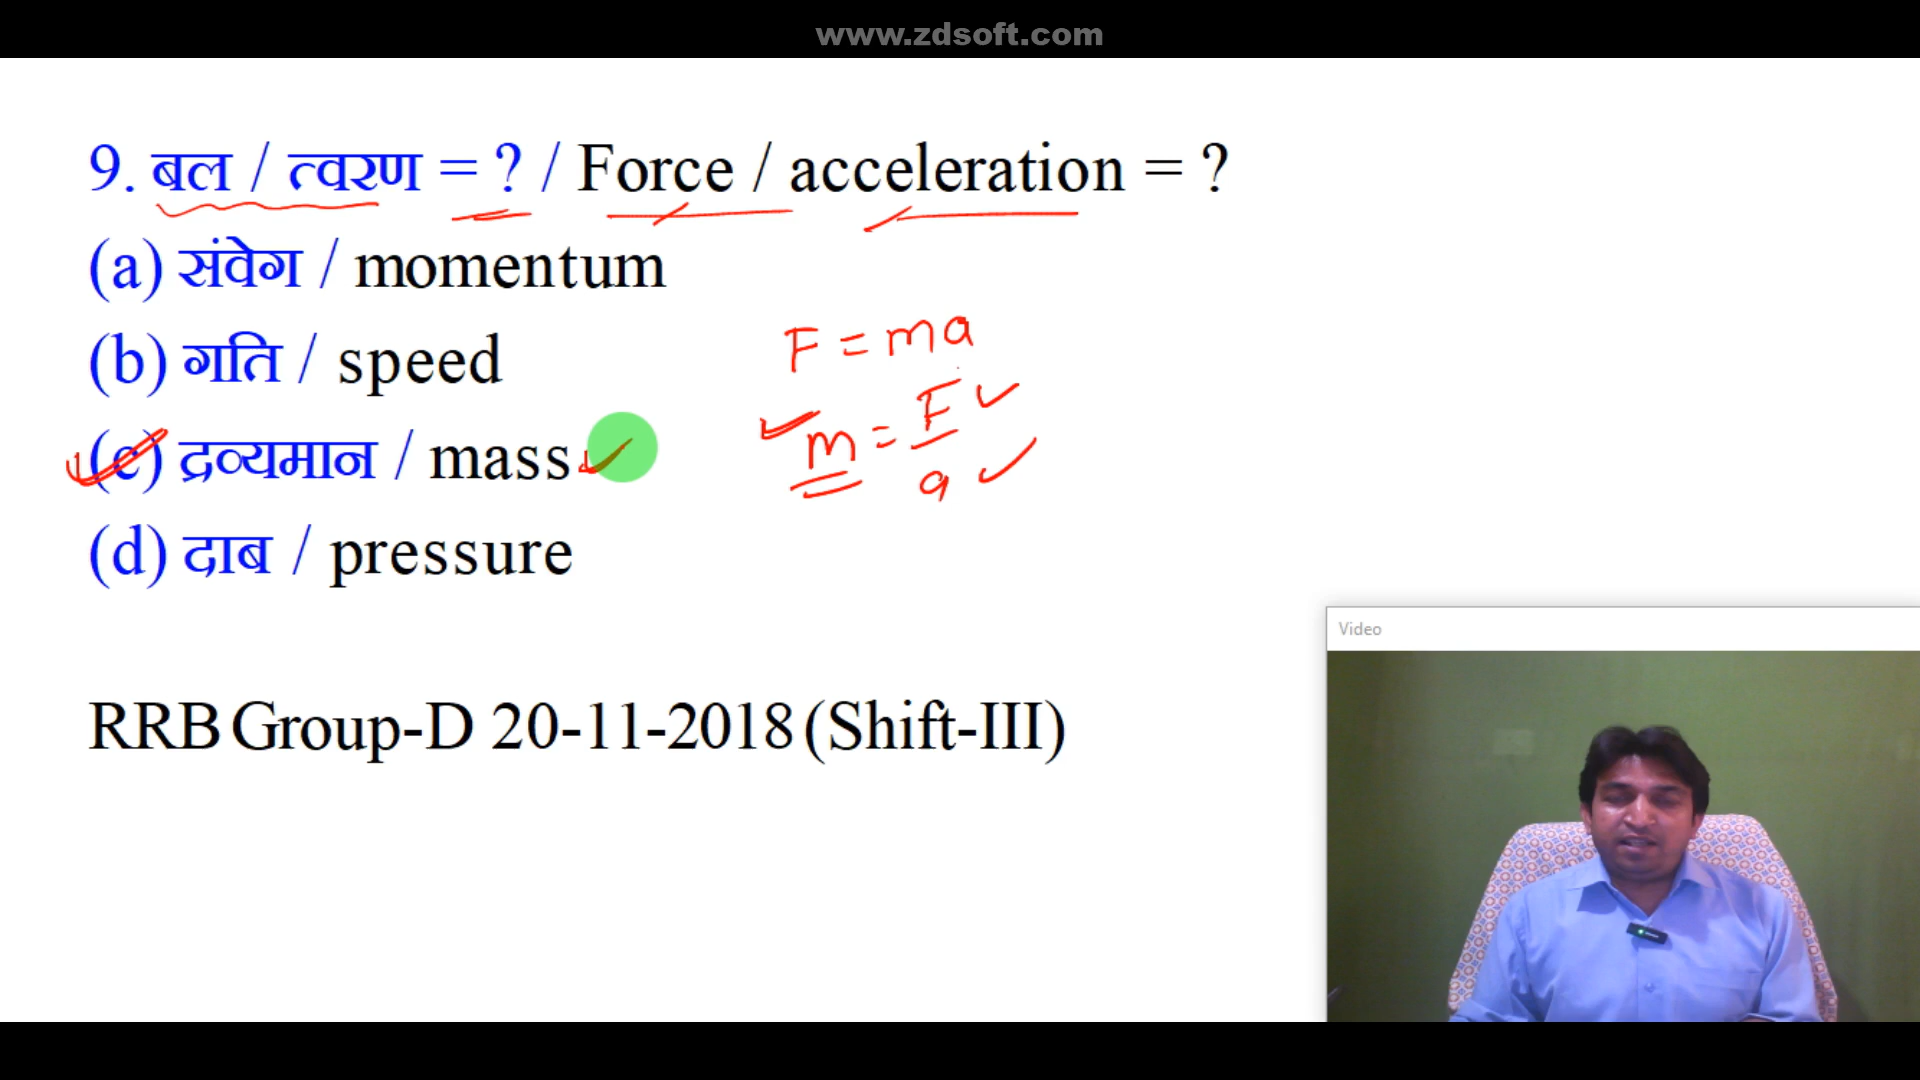 www.zdsoft.com
9. बल / त्वरण = ? / Force / acceleration = ?
(a) संवेग / momentum
(b) गति / speed
F = ma
m = F/a
(c) द्रव्यमान / mass
(d) दाब / pressure
Video
RRB Group-D 20-11-2018 (Shift-III)